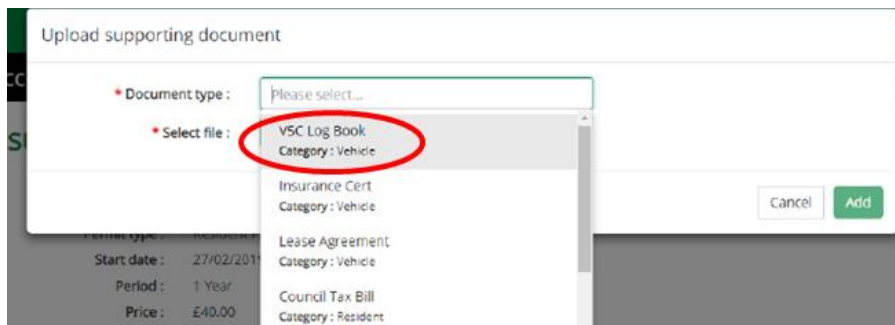 Upload supporting document
* Document type :
Please select...
* Select file :
V5C Log Book
Category : Vehicle
Insurance Cert
Category : Vehicle
Lease Agreement
Category : Vehicle
Council Tax Bill
Category : Resident
Cancel
Add
Permit type :
Start date :
27/02/201
Period :
1 Year
Price :
£40.00